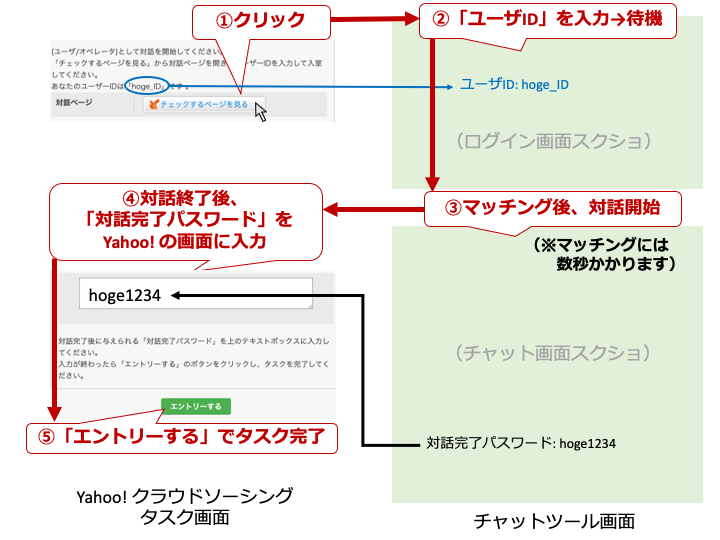 ①クリック
②「ユーザID」を入力→待機
(ユーザ/オペレータ)として対話を開始してください。
「チェックするページを見る」から対話ページを開き
ーザーIDを入力して入室
してください。
あなたのユーザーIDは「hoge_ID」です 。
対話ページ
チェックするページを見る
ユーザID: hoge_ID
（ログイン画面スクショ）
③マッチング後、対話開始
④対話終了後、
「対話完了パスワード」を
Yahoo! の画面に入力
（※マッチングには
数秒かかります）
hoge1234
対話完了後に与えられる「対話完了パスワード」を上のテキストボックスに入力し
てください。
入力が終わったら「エントリーする」のボタンをクリックし、タスクを完了してく
ださい。
（チャット画面スクショ）
エントリーする
⑤「エントリーする」でタスク完了
対話完了パスワード: hoge1234
Yahoo! クラウドソーシング
タスク画面
チャットツール画面